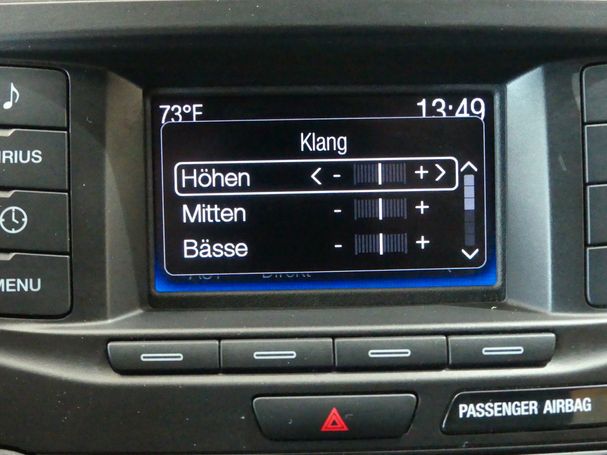 73°F 13:49
Klang
Höhen < - + >
Mitten - +
Bässe - +
IRIUS
MENU
PASSENGER AIRBAG